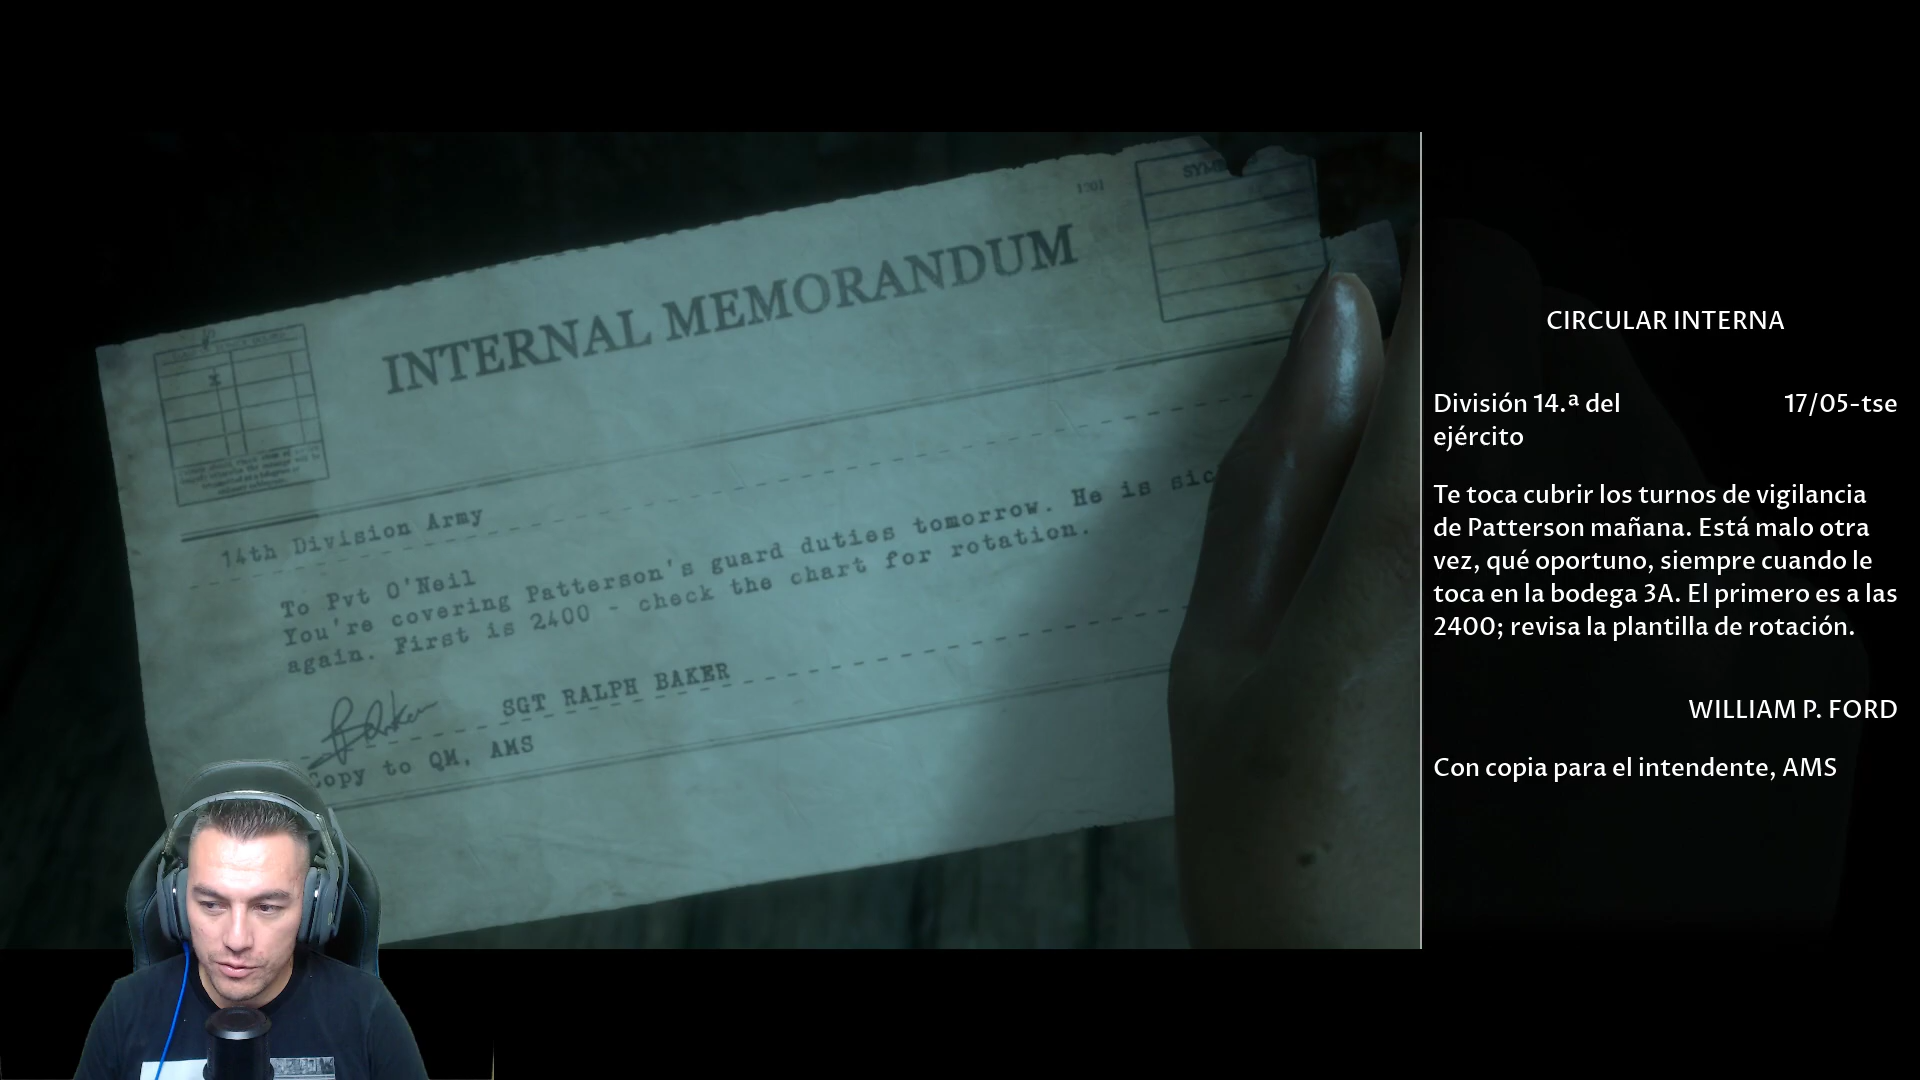 1701
INTERNAL MEMORANDUM
14th Division Army
To Pvt O'Neil
You're covering Patterson's guard duties tomorrow. He is
again. First is 2400 - check the chart for rotation.
SGT RALPH BAKER
Copy to QM, AMS
CIRCULAR INTERNA
División 14.ª del 17/05-tse
ejército
Te toca cubrir los turnos de vigilancia
de Patterson mañana. Está malo otra
vez, qué oportuno, siempre cuando le
toca en la bodega 3A. El primero es a las
2400; revisa la plantilla de rotación.
WILLIAM P. FORD
Con copia para el intendente, AMS